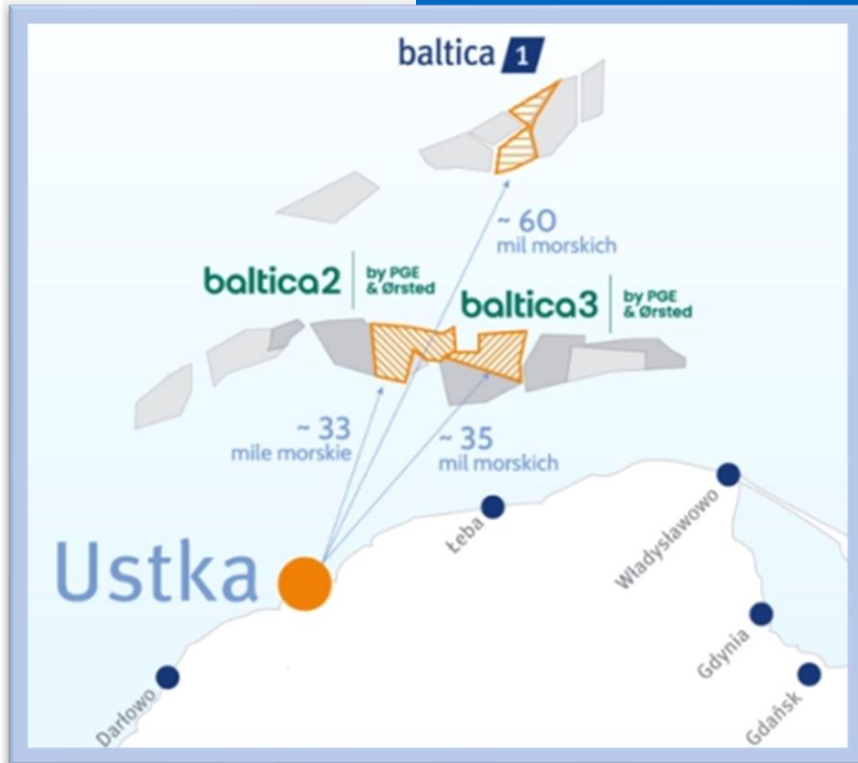 baltica 1
~ 60
mil morskich
baltica2
by PGE
& Ørsted
baltica3
by PGE
& Ørsted
~ 33
mile morskie
~ 35
mil morskich
Ustka
Łeba
Władysławowo
Gdynia
Gdańsk
Darłowo